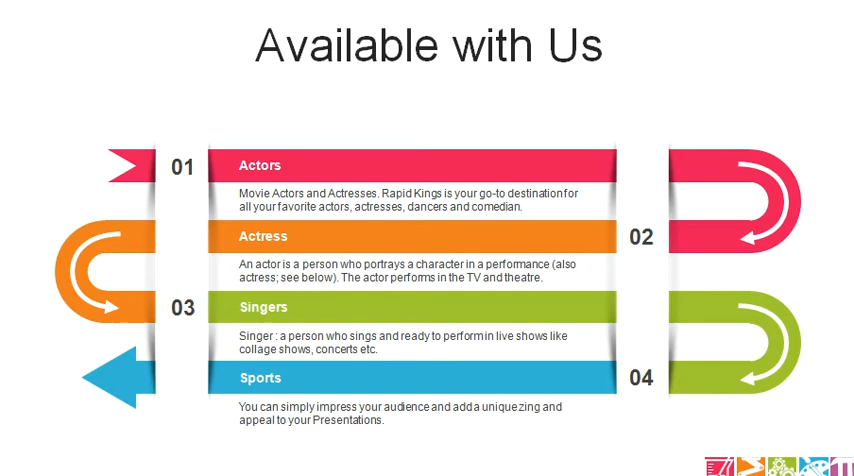 Available with Us
01
Actors
Movie Actors and Actresses. Rapid Kings is your go-to destination for
all your favorite actors, actresses, dancers and comedian.
Actress
02
An actor is a person who portrays a character in a performance (also
actress; see below). The actor performs in the TV and theatre.
03
Singers
Singer : a person who sings and ready to perform in live shows like
collage shows, concerts etc.
Sports
04
You can simply impress your audience and add a unique zing and
appeal to your Presentations.